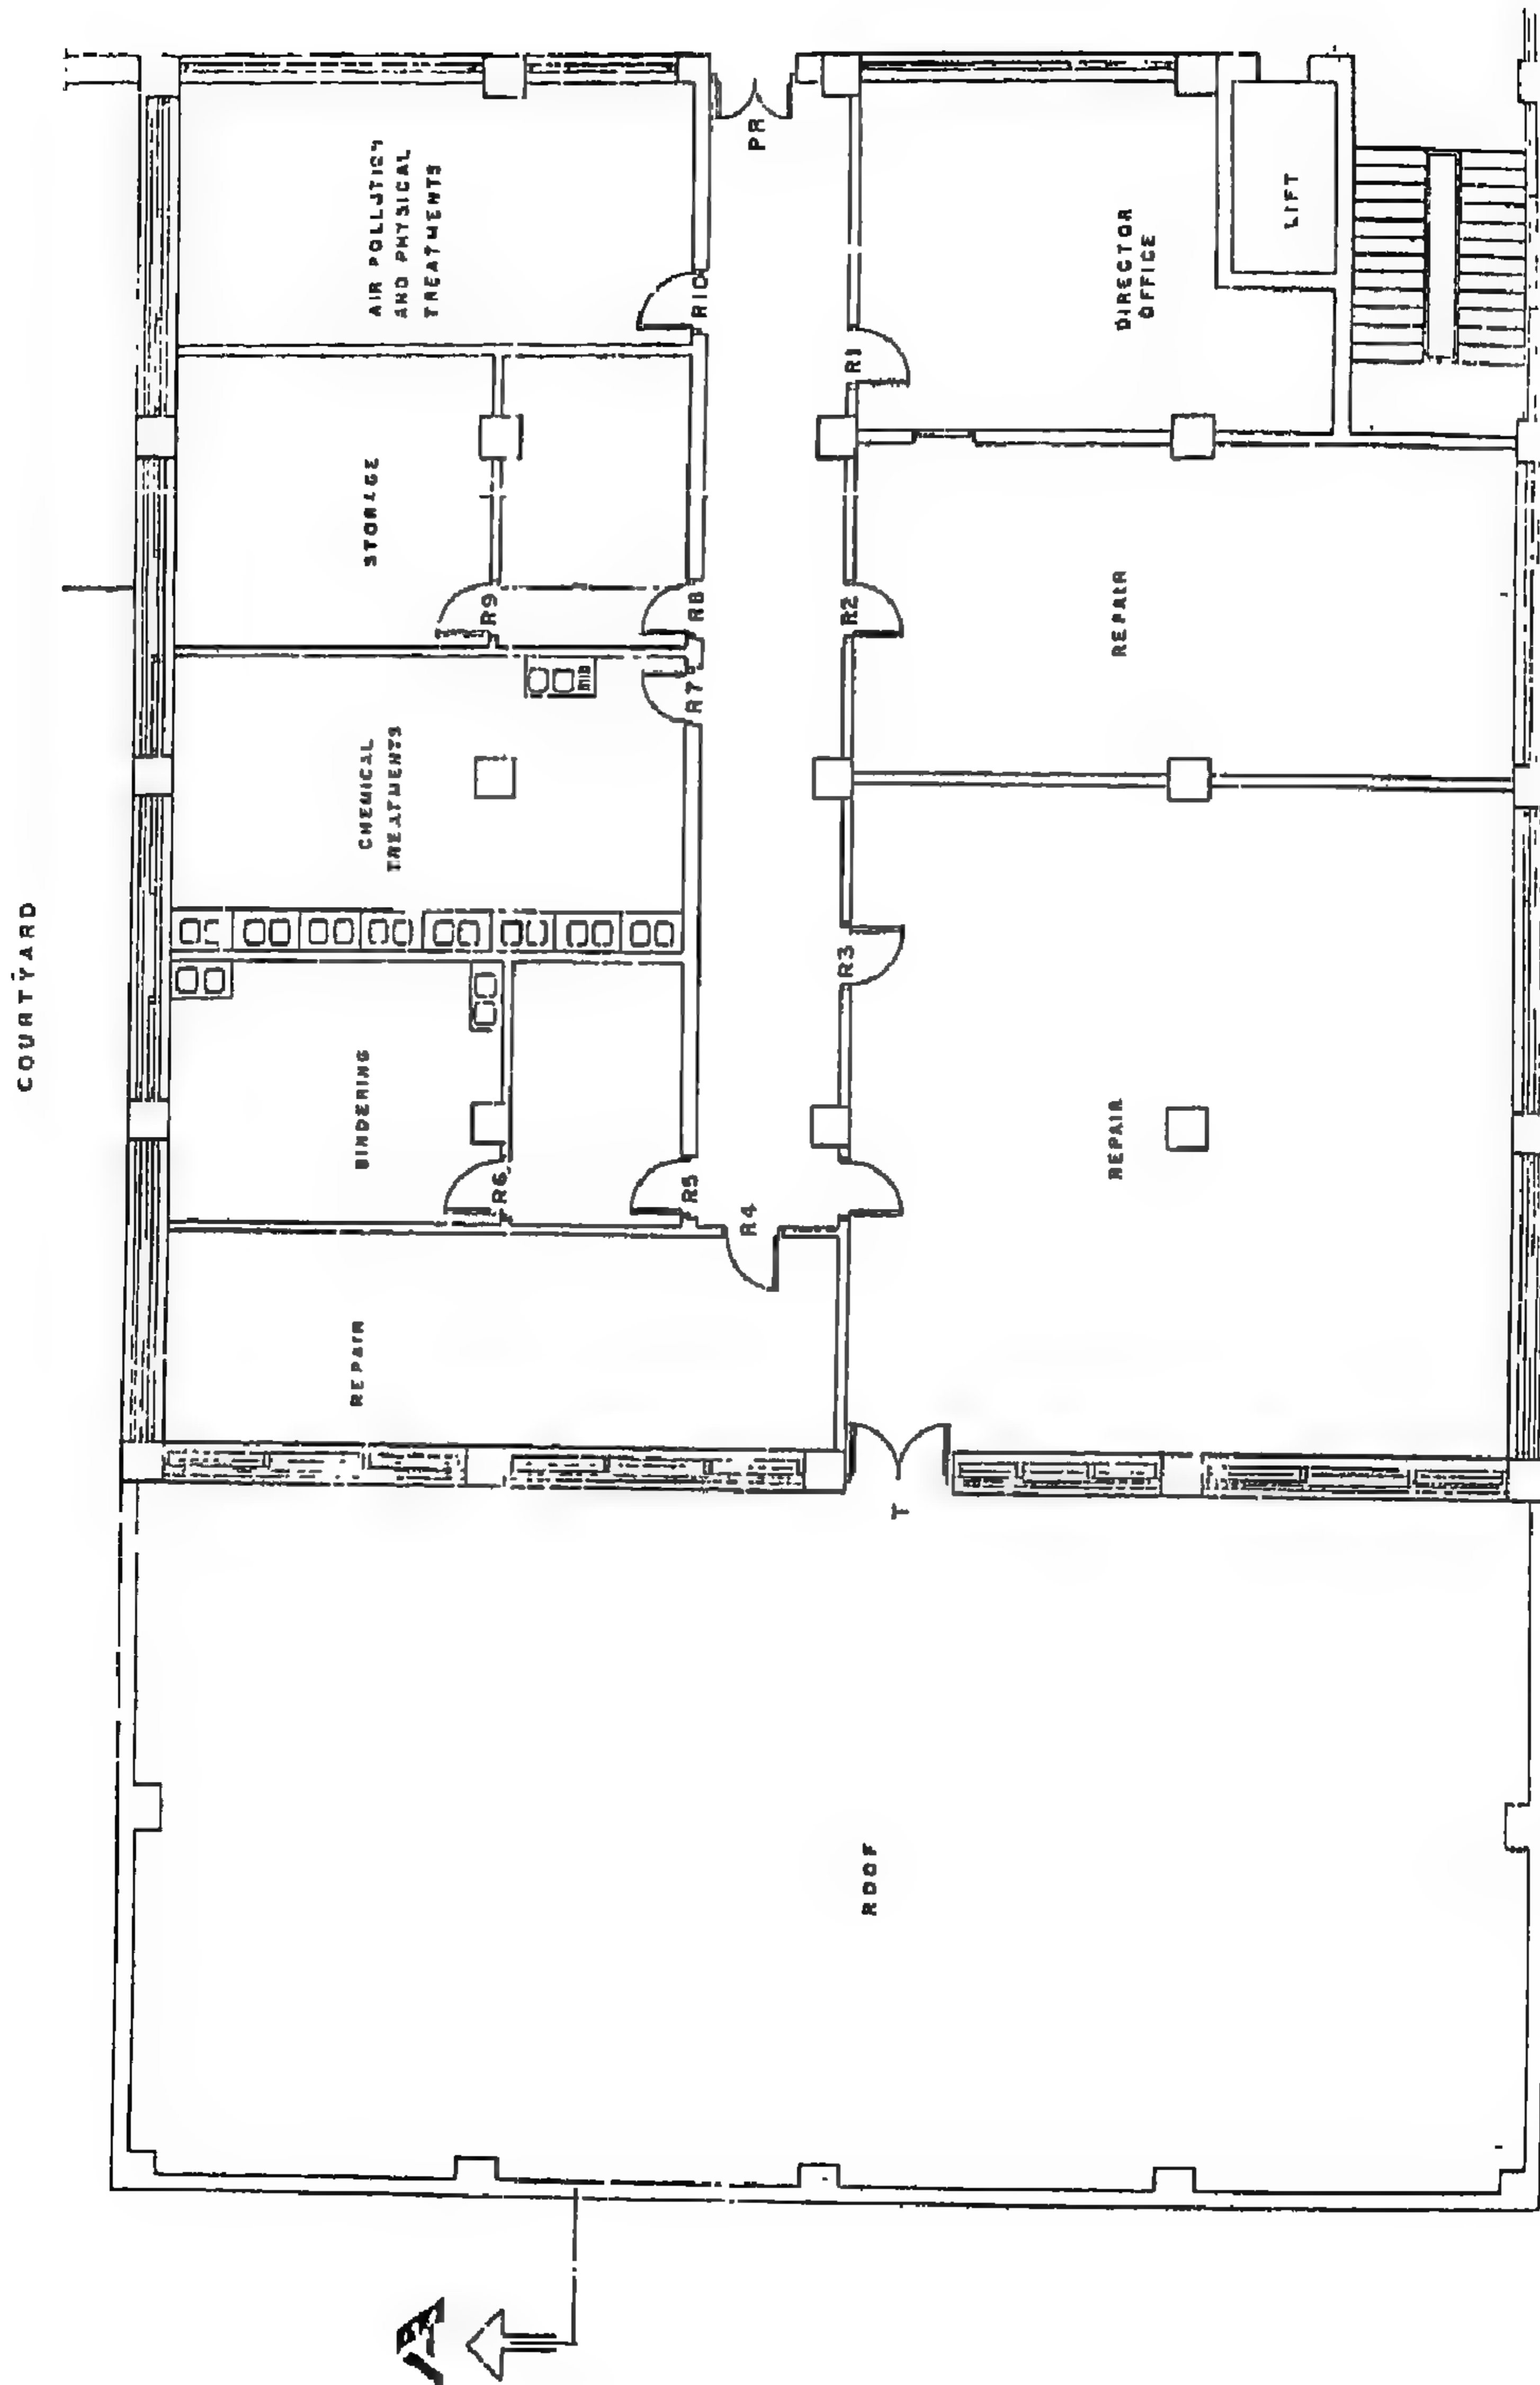 COURTYARD
AIR POLLUTION
AND PHYSICAL
TREATMENTS
STORAGE
CHEMICAL
TREATMENTS
BINDERING
REPAIR
R10
R9
R8
R7
R6
R5
R4
PR
R1
R2
R3
T
DIRECTOR
OFFICE
LIFT
REPAIR
REPAIR
ROOF